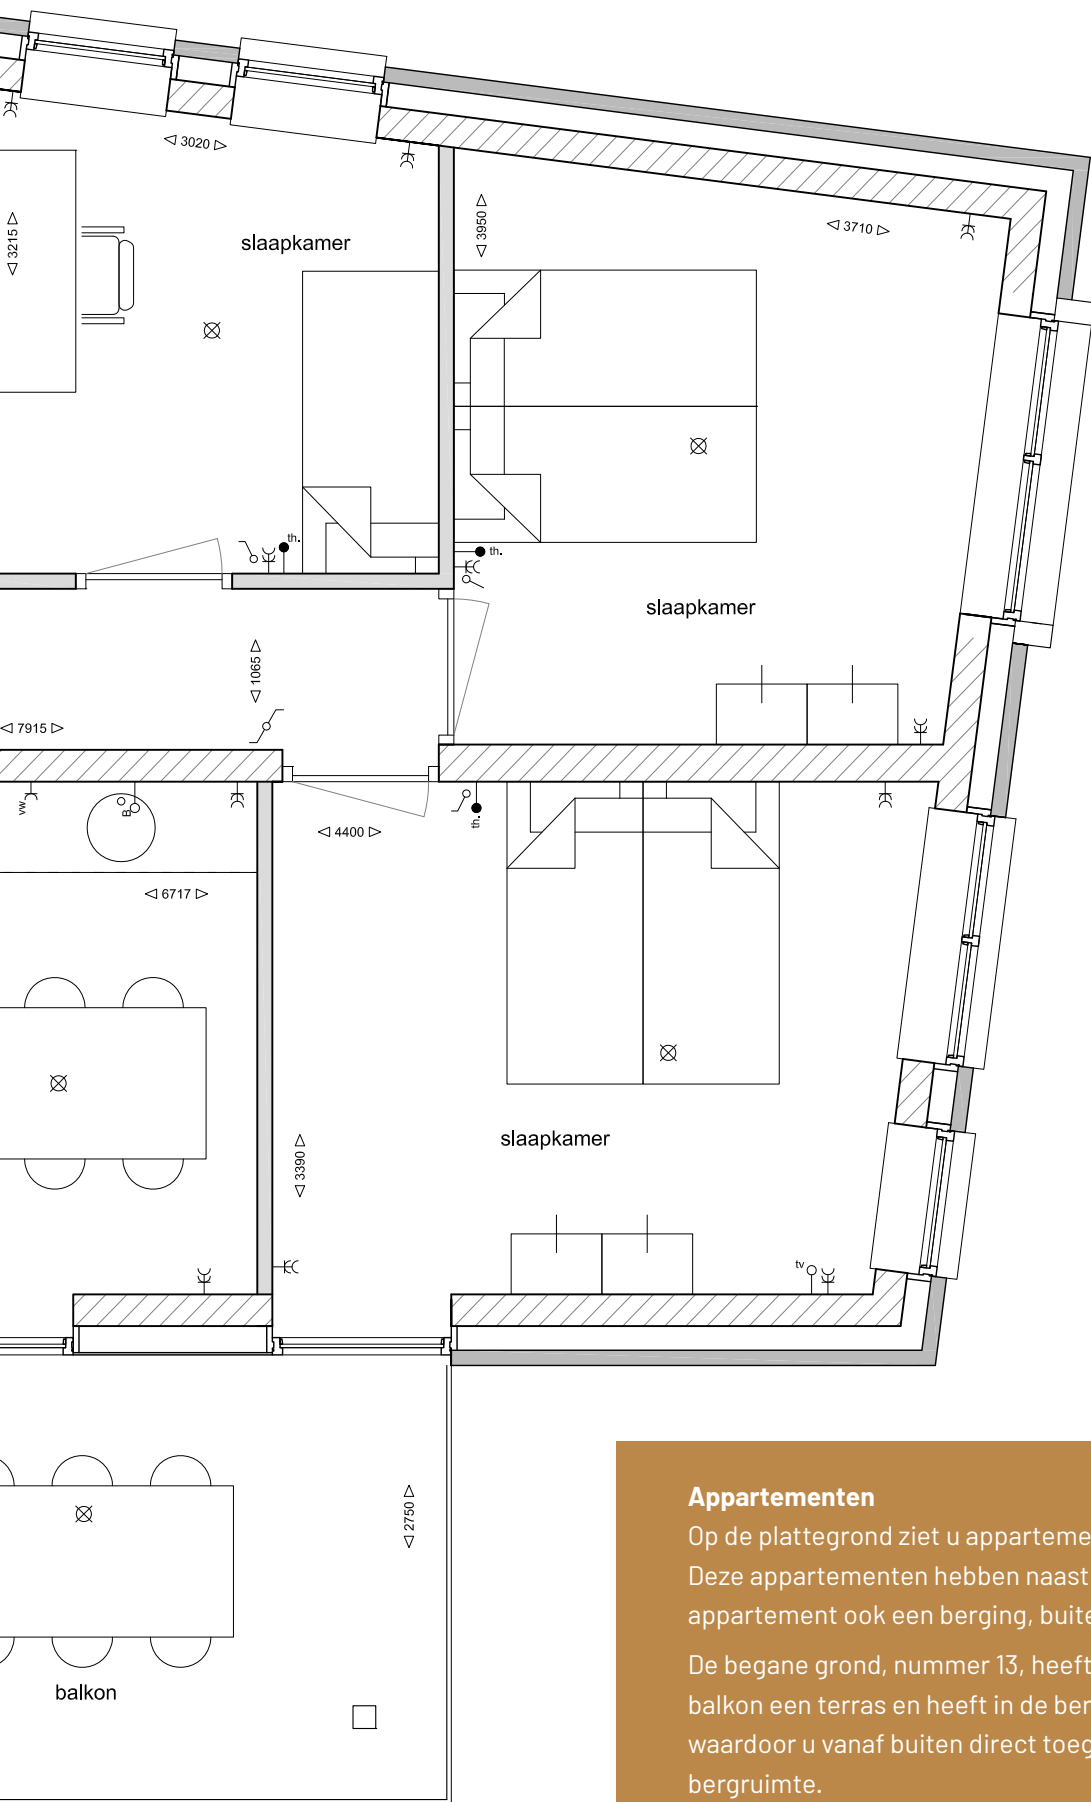 3020
3215
slaapkamer
3950
3710
th.
th.
slaapkamer
1065
7915
vw
B
th.
4400
6717
slaapkamer
3390
tv
2750
balkon
Appartementen
Op de plattegrond ziet u apparteme
Deze appartementen hebben naast
appartement ook een berging, buite
De begane grond, nummer 13, heeft
balkon een terras en heeft in de ber
waardoor u vanaf buiten direct toeg
bergruimte.